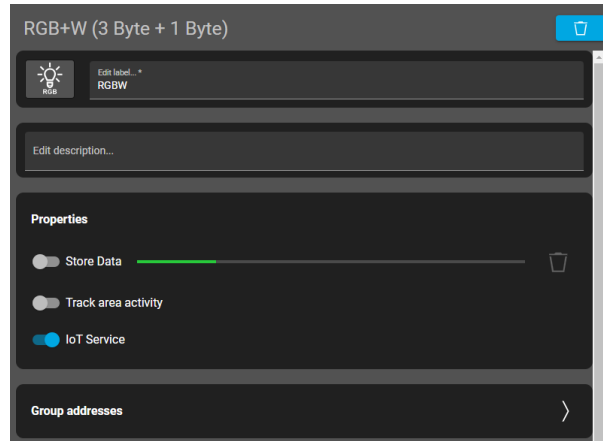 RGB+W (3 Byte + 1 Byte)
RGB
Edit label... *
RGBW
Edit description...
Properties
Store Data
Track area activity
IoT Service
Group addresses